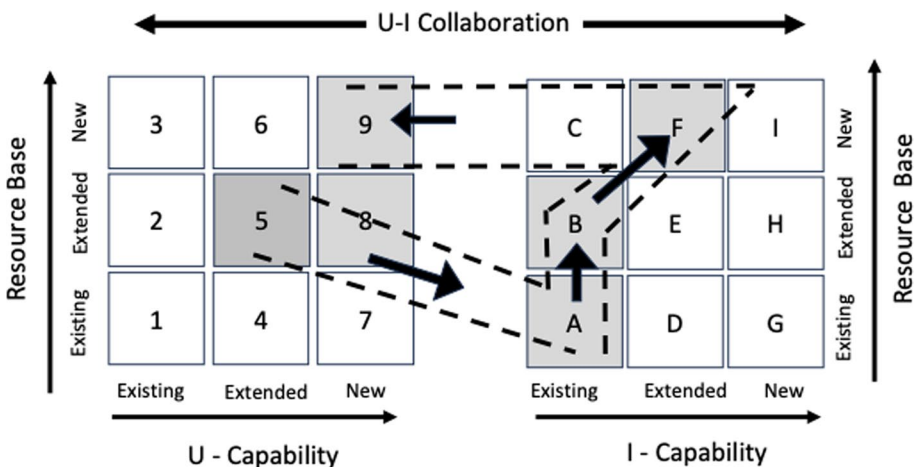 U-I Collaboration
Resource Base
New
Extended
Existing
3 6 9
2 5 8
1 4 7
Existing Extended New
U - Capability
C F I
B E H
A D G
Existing Extended New
I - Capability
New
Extended
Existing
Resource Base